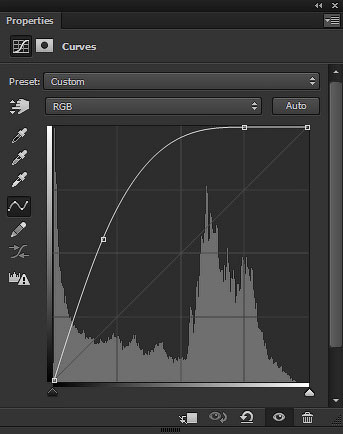 Properties
Curves
Preset: Custom
RGB
Auto